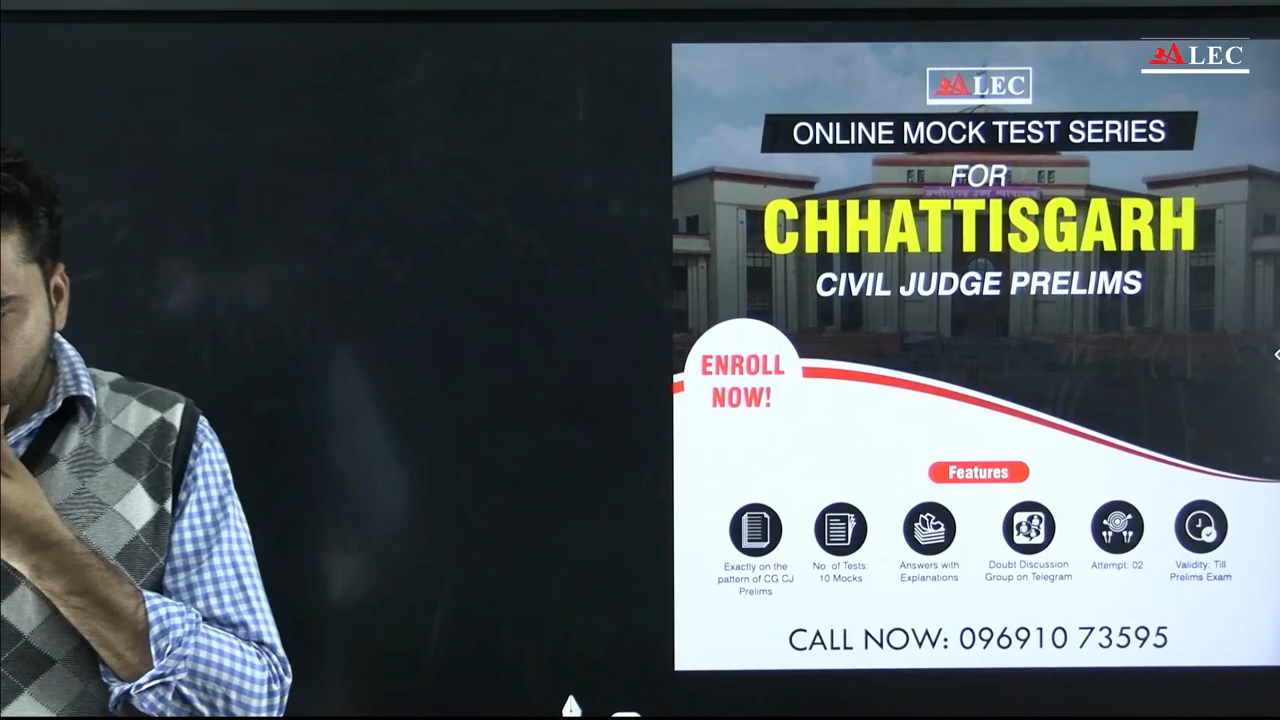 ALEC
ALEC
ONLINE MOCK TEST SERIES
FOR
CHHATTISGARH
CIVIL JUDGE PRELIMS
ENROLL
NOW!
Features
Exactly on the
pattern of CG CJ
Prelims
No. of Tests:
10 Mocks
Answers with
Explanations
Doubt Discussion
Group on Telegram
Attempt: 02
Validity: Till
Prelims Exam
CALL NOW: 096910 73595